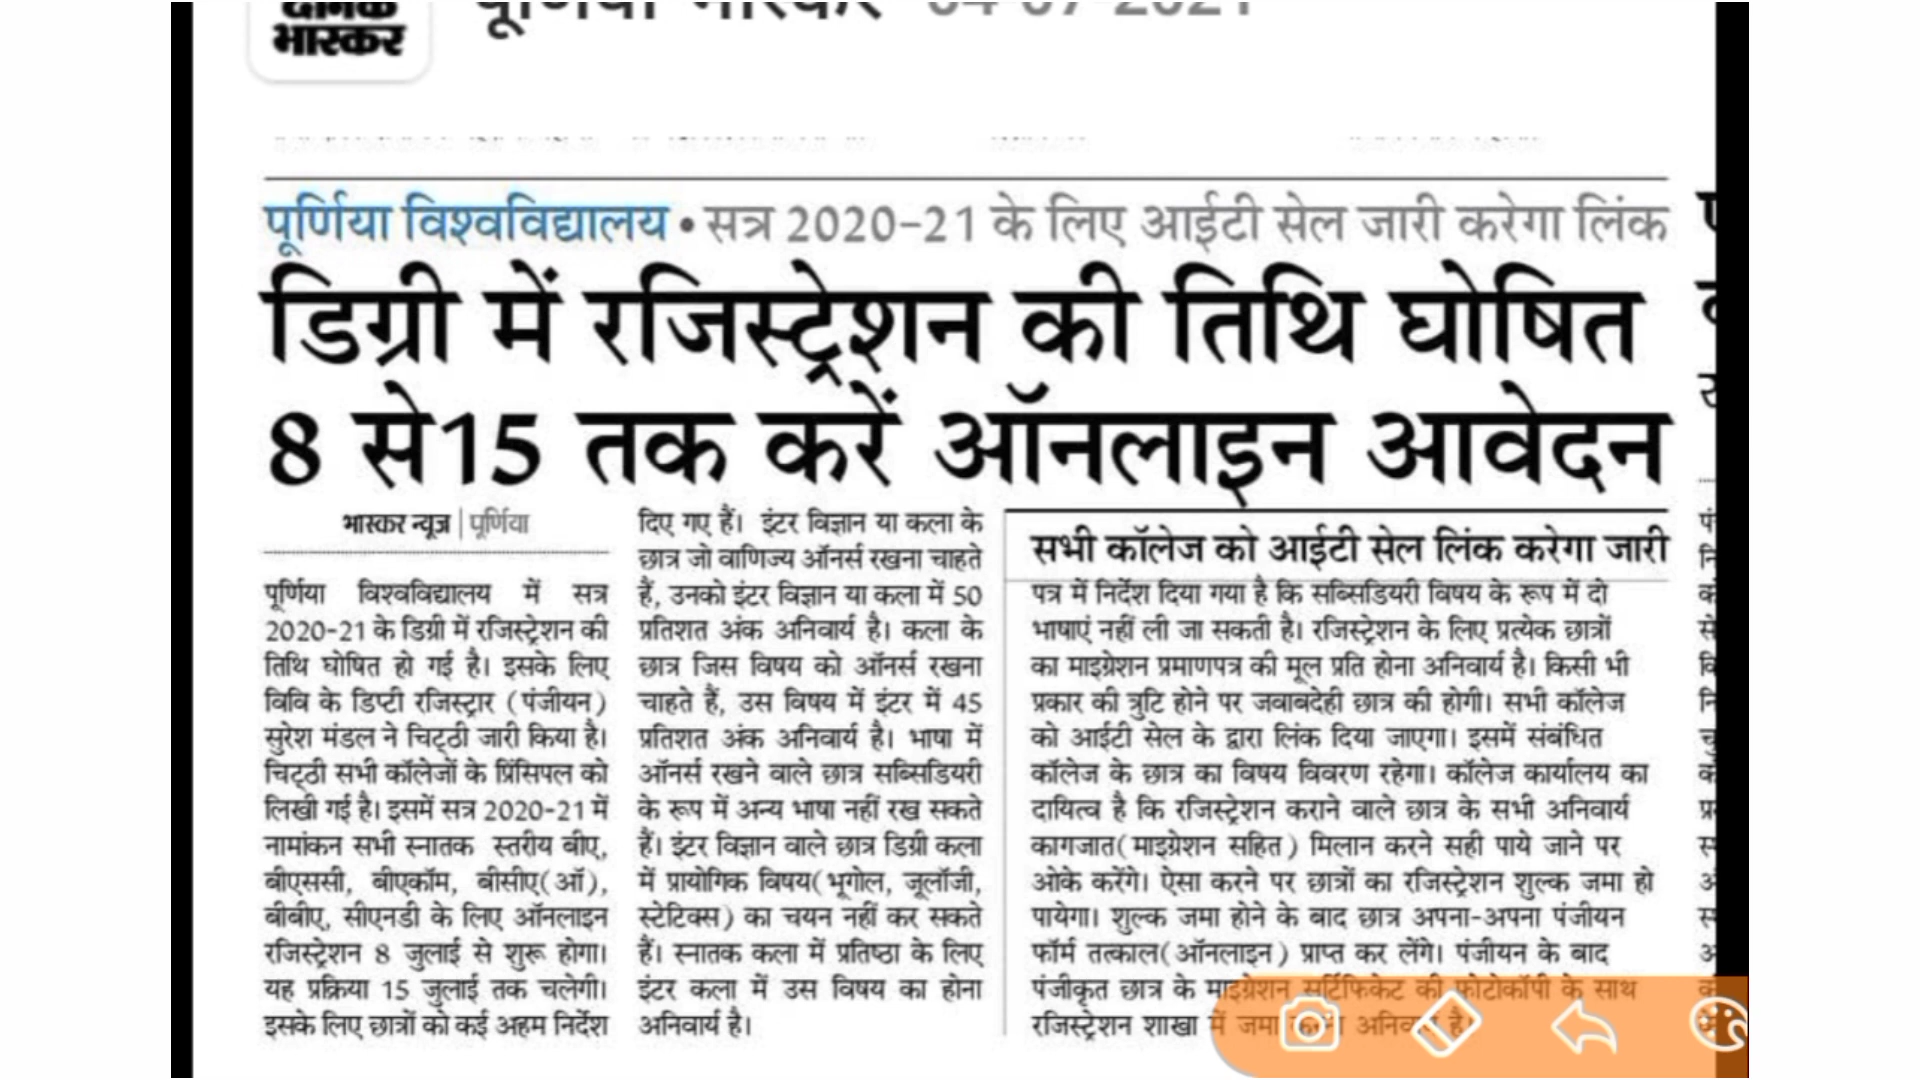 भास्कर
पूर्णिया विश्वविद्यालय • सत्र 2020-21 के लिए आईटी सेल जारी करेगा लिंक
डिग्री में रजिस्ट्रेशन की तिथि घोषित
8 से15 तक करें ऑनलाइन आवेदन
भास्कर न्यूज | पूर्णिया
पूर्णिया विश्वविद्यालय में सत्र
2020-21 के डिग्री में रजिस्ट्रेशन की
तिथि घोषित हो गई है। इसके लिए
विवि के डिप्टी रजिस्ट्रार (पंजीयन)
सुरेश मंडल ने चिट्ठी जारी किया है।
चिट्ठी सभी कॉलेजों के प्रिंसिपल को
लिखी गई है। इसमें सत्र 2020-21 में
नामांकन सभी स्नातक स्तरीय बीए,
बीएससी, बीएकॉम, बीसीए(ऑ),
बीबीए, सीएनडी के लिए ऑनलाइन
रजिस्ट्रेशन 8 जुलाई से शुरू होगा।
यह प्रक्रिया 15 जुलाई तक चलेगी।
इसके लिए छात्रों को कई अहम निर्देश
दिए गए हैं। इंटर विज्ञान या कला के
छात्र जो वाणिज्य ऑनर्स रखना चाहते
हैं, उनको इंटर विज्ञान या कला में 50
प्रतिशत अंक अनिवार्य है। कला के
छात्र जिस विषय को ऑनर्स रखना
चाहते हैं, उस विषय में इंटर में 45
प्रतिशत अंक अनिवार्य है। भाषा में
ऑनर्स रखने वाले छात्र सब्सिडियरी
के रूप में अन्य भाषा नहीं रख सकते
हैं। इंटर विज्ञान वाले छात्र डिग्री कला
में प्रायोगिक विषय(भूगोल, जूलॉजी,
स्टेटिक्स) का चयन नहीं कर सकते
हैं। स्नातक कला में प्रतिष्ठा के लिए
इंटर कला में उस विषय का होना
अनिवार्य है।
सभी कॉलेज को आईटी सेल लिंक करेगा जारी
पत्र में निर्देश दिया गया है कि सब्सिडियरी विषय के रूप में दो
भाषाएं नहीं ली जा सकती है। रजिस्ट्रेशन के लिए प्रत्येक छात्रों
का माइग्रेशन प्रमाणपत्र की मूल प्रति होना अनिवार्य है। किसी भी
प्रकार की त्रुटि होने पर जवाबदेही छात्र की होगी। सभी कॉलेज
को आईटी सेल के द्वारा लिंक दिया जाएगा। इसमें संबंधित
कॉलेज के छात्र का विषय विवरण रहेगा। कॉलेज कार्यालय का
दायित्व है कि रजिस्ट्रेशन कराने वाले छात्र के सभी अनिवार्य
कागजात(माइग्रेशन सहित) मिलान करने सही पाये जाने पर
ओके करेंगे। ऐसा करने पर छात्रों का रजिस्ट्रेशन शुल्क जमा हो
पायेगा। शुल्क जमा होने के बाद छात्र अपना-अपना पंजीयन
फॉर्म तत्काल(ऑनलाइन) प्राप्त कर लेंगे। पंजीयन के बाद
पंजीकृत छात्र के माइग्रेशन सर्टिफिकेट की फोटोकॉपी के साथ
रजिस्ट्रेशन शाखा में जमा करना अनिवार्य है।